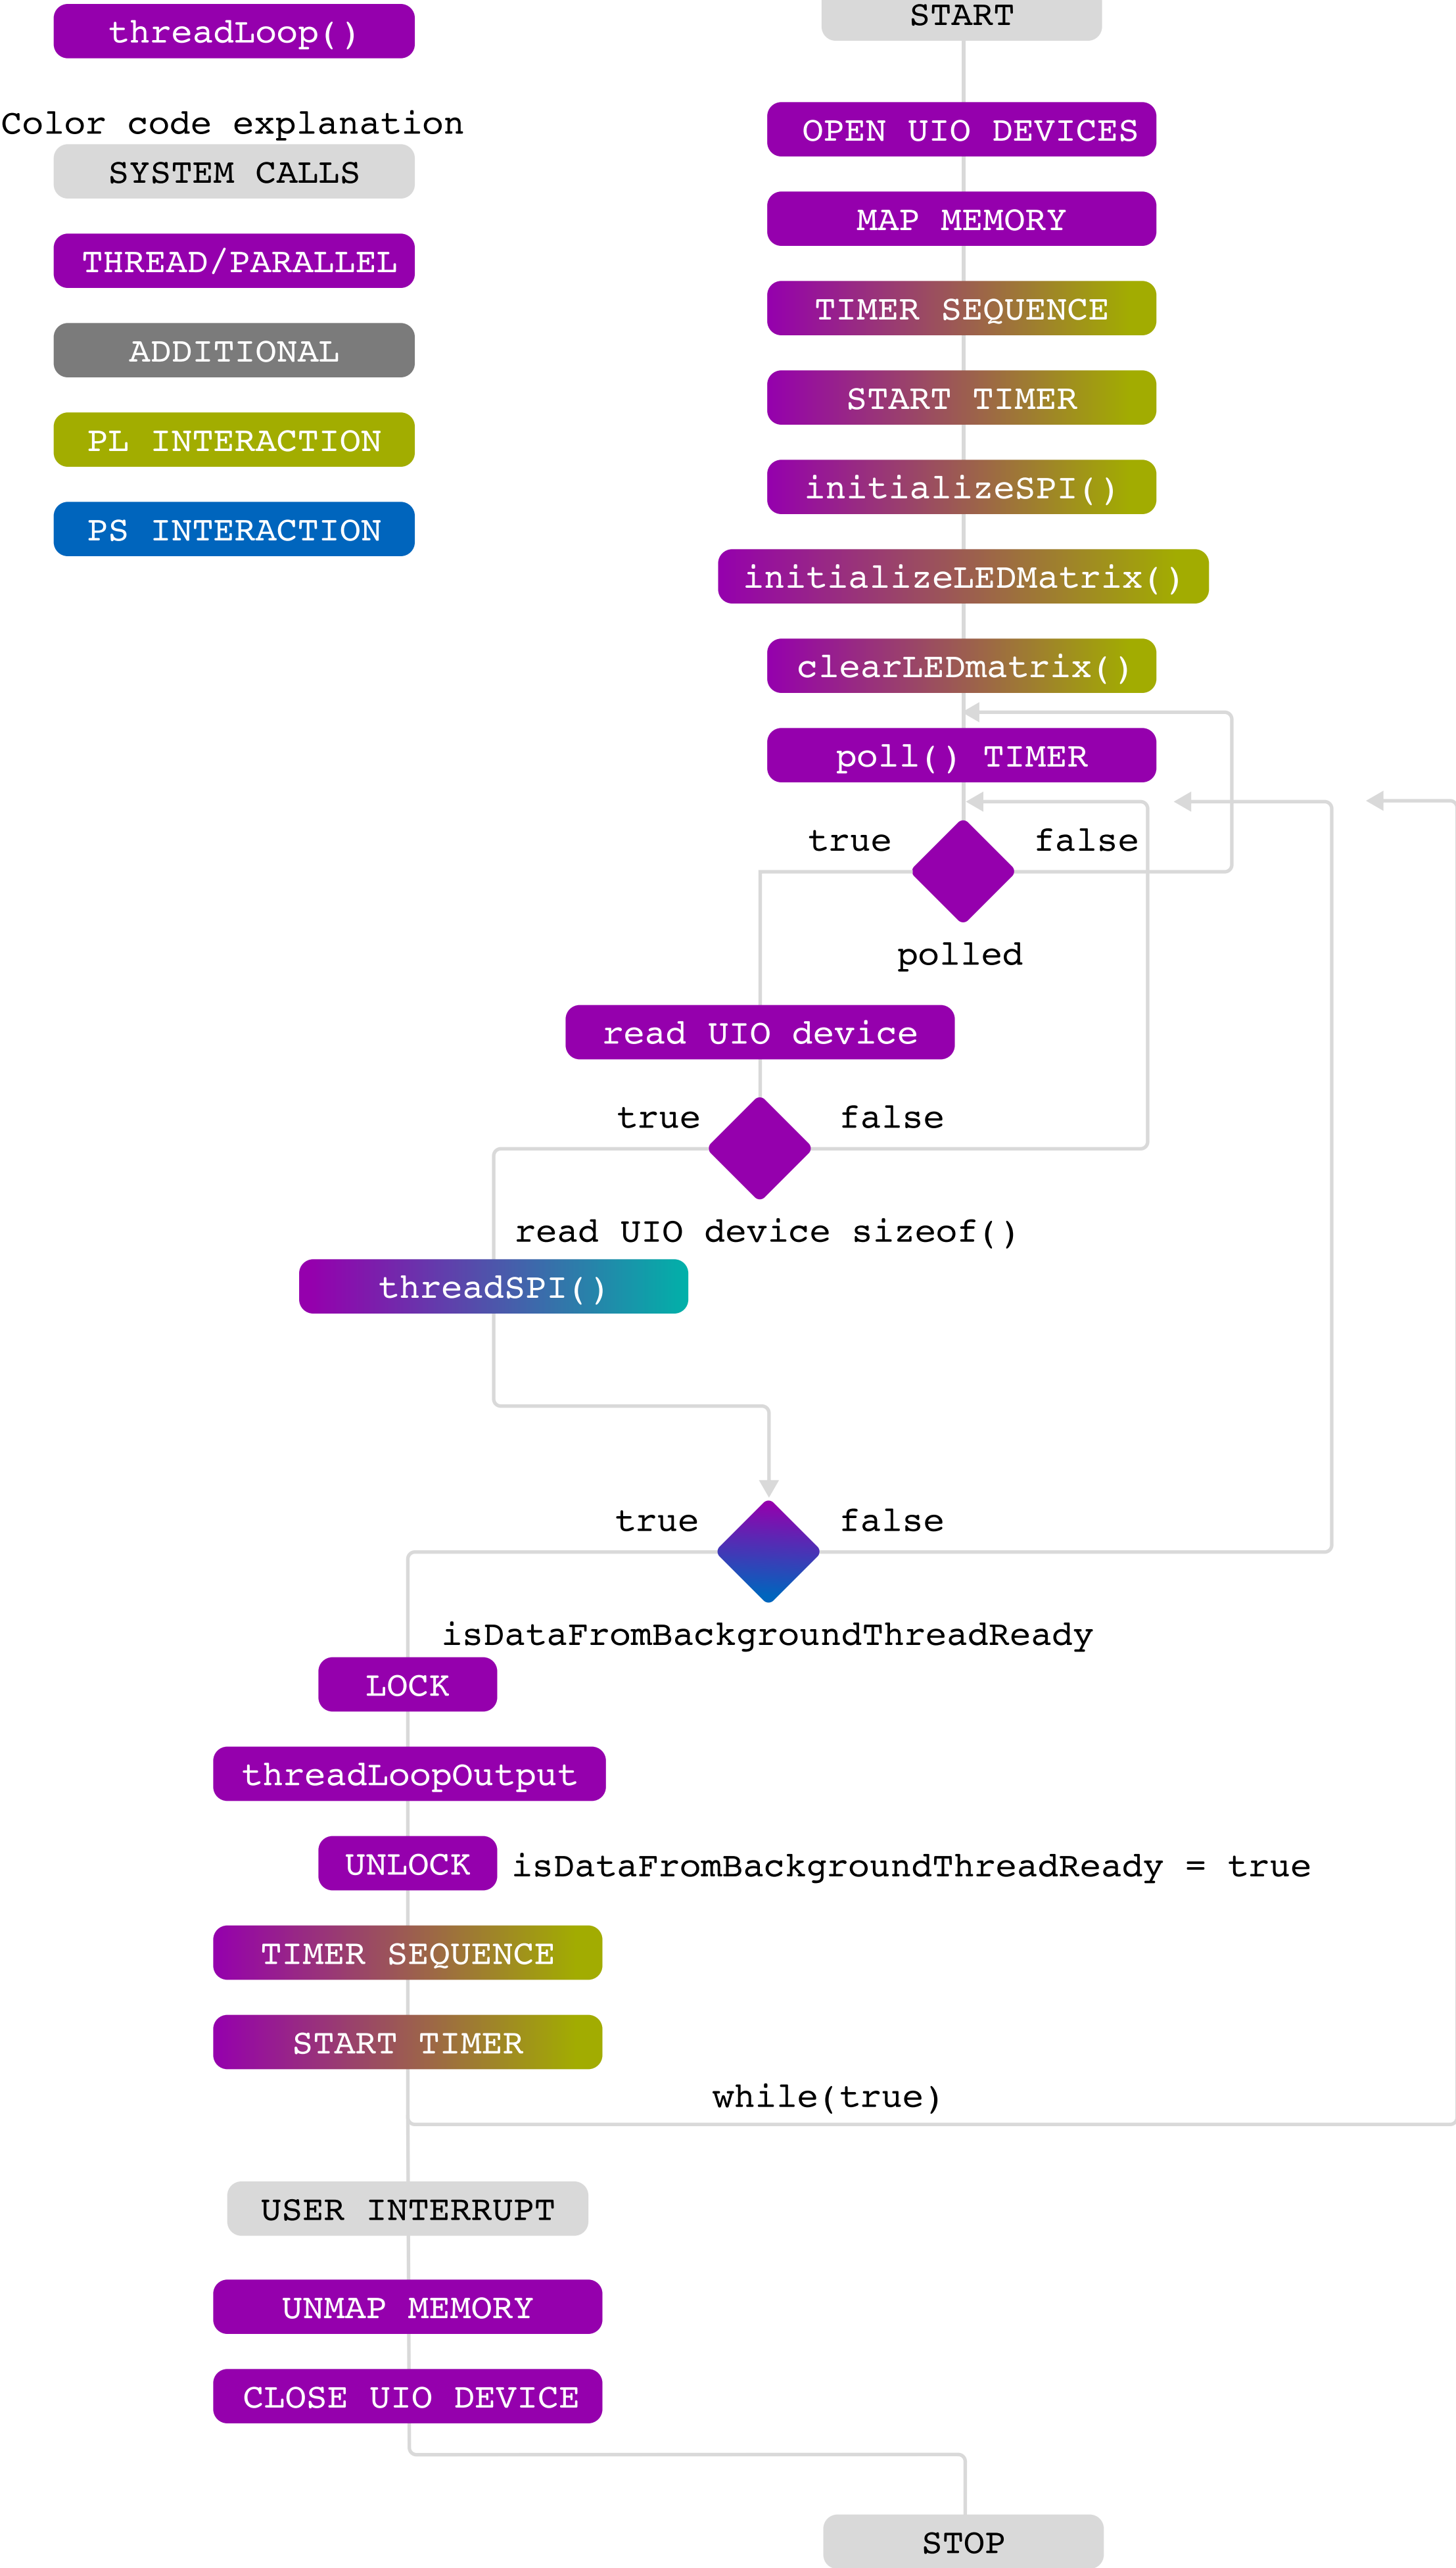 threadLoop()
Color code explanation
SYSTEM CALLS
THREAD/PARALLEL
ADDITIONAL
PL INTERACTION
PS INTERACTION
START
OPEN UIO DEVICES
MAP MEMORY
TIMER SEQUENCE
START TIMER
initializeSPI()
initializeLEDMatrix()
clearLEDmatrix()
poll() TIMER
true false
polled
read UIO device
true false
read UIO device sizeof()
threadSPI()
true false
isDataFromBackgroundThreadReady
LOCK
threadLoopOutput
UNLOCK isDataFromBackgroundThreadReady = true
TIMER SEQUENCE
START TIMER
while(true)
USER INTERRUPT
UNMAP MEMORY
CLOSE UIO DEVICE
STOP